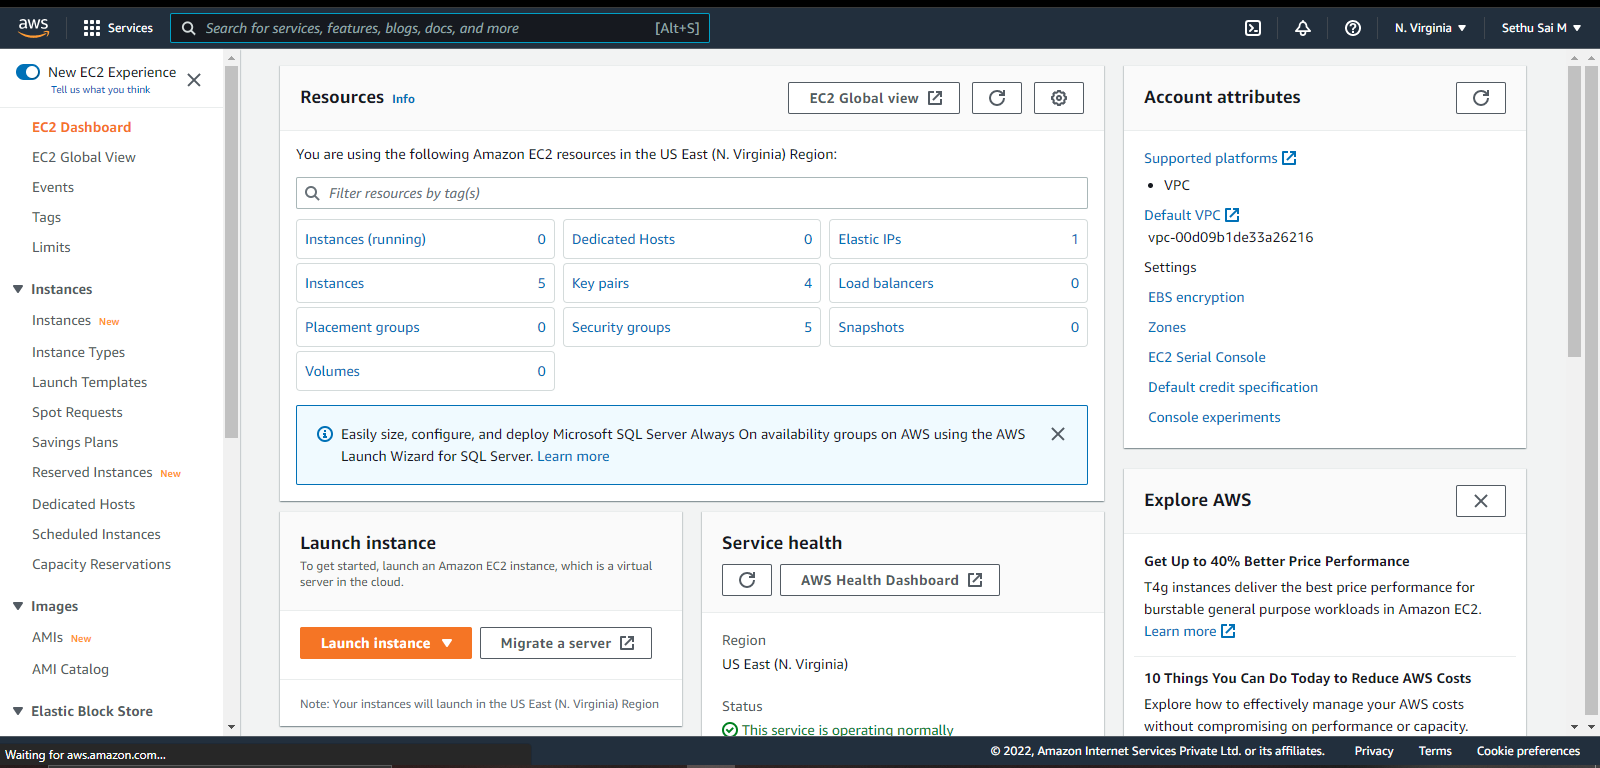 aws
Services
Search for services, features, blogs, docs, and more
[Alt+S]
N. Virginia
Sethu Sai M
New EC2 Experience
Tell us what you think
EC2 Dashboard
EC2 Global View
Events
Tags
Limits
Instances
Instances New
Instance Types
Launch Templates
Spot Requests
Savings Plans
Reserved Instances New
Dedicated Hosts
Scheduled Instances
Capacity Reservations
Images
AMIs New
AMI Catalog
Elastic Block Store
Resources Info
EC2 Global view
You are using the following Amazon EC2 resources in the US East (N. Virginia) Region:
Filter resources by tag(s)
Instances (running) 0
Dedicated Hosts 0
Elastic IPs 1
Instances 5
Key pairs 4
Load balancers 0
Placement groups 0
Security groups 5
Snapshots 0
Volumes 0
Easily size, configure, and deploy Microsoft SQL Server Always On availability groups on AWS using the AWS
Launch Wizard for SQL Server. Learn more
Launch instance
To get started, launch an Amazon EC2 instance, which is a virtual
server in the cloud.
Launch instance
Migrate a server
Note: Your instances will launch in the US East (N. Virginia) Region
Service health
AWS Health Dashboard
Region
US East (N. Virginia)
Status
This service is operating normally
Account attributes
Supported platforms
• VPC
Default VPC
vpc-00d09b1de33a26216
Settings
EBS encryption
Zones
EC2 Serial Console
Default credit specification
Console experiments
Explore AWS
Get Up to 40% Better Price Performance
T4g instances deliver the best price performance for
burstable general purpose workloads in Amazon EC2.
Learn more
10 Things You Can Do Today to Reduce AWS Costs
Explore how to effectively manage your AWS costs
without compromising on performance or capacity.
Waiting for aws.amazon.com...
© 2022, Amazon Internet Services Private Ltd. or its affiliates.
Privacy
Terms
Cookie preferences